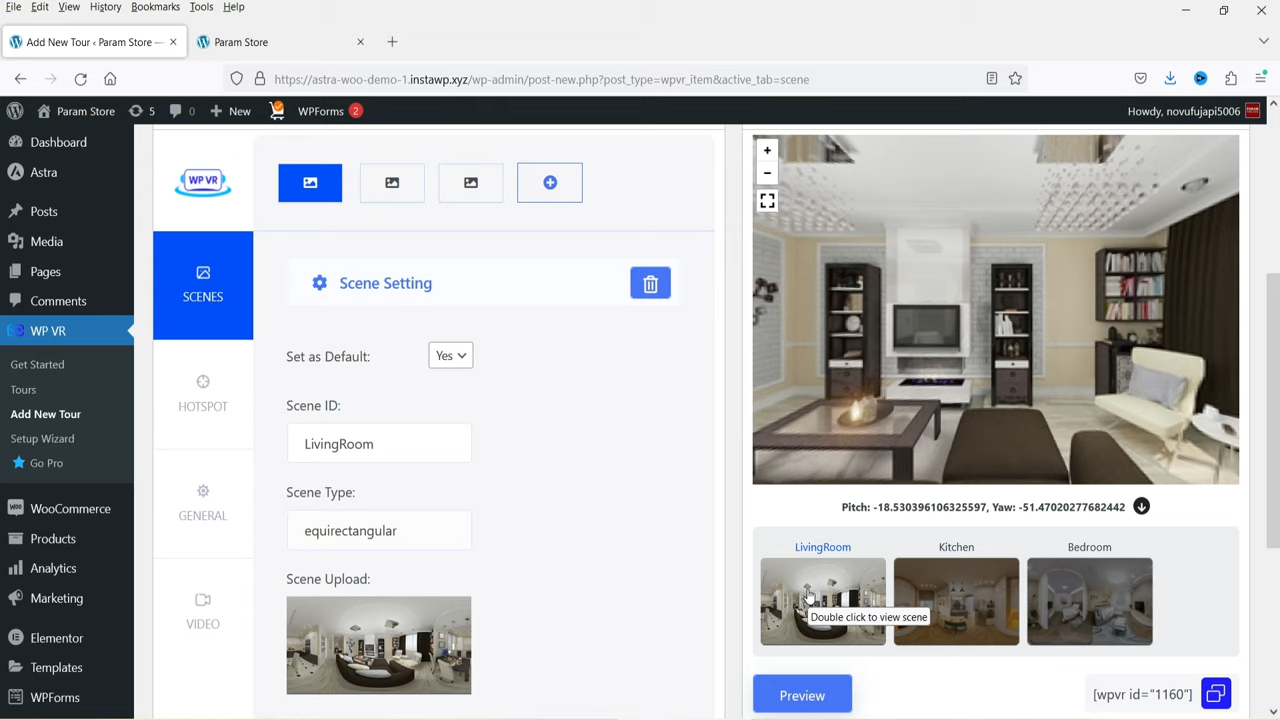 File Edit View History Bookmarks Tools Help
Add New Tour ‹ Param Store —
Param Store
https://astra-woo-demo-1.instawp.xyz/wp-admin/post-new.php?post_type=wpvr_item&active_tab=scene
Param Store 5 0 New WPForms 2 Howdy, novufujapi5006
Dashboard
Astra
Posts
Media
Pages
Comments
WP VR
Get Started
Tours
Add New Tour
Setup Wizard
Go Pro
WooCommerce
Products
Analytics
Marketing
Elementor
Templates
WPForms
WP VR
SCENES
HOTSPOT
GENERAL
VIDEO
Scene Setting
Set as Default: Yes
Scene ID:
LivingRoom
Scene Type:
equirectangular
Scene Upload:
+
−
Pitch: -18.530396106325597, Yaw: -51.47020277682442
LivingRoom Kitchen Bedroom
Double click to view scene
Preview
[wpvr id="1160"]